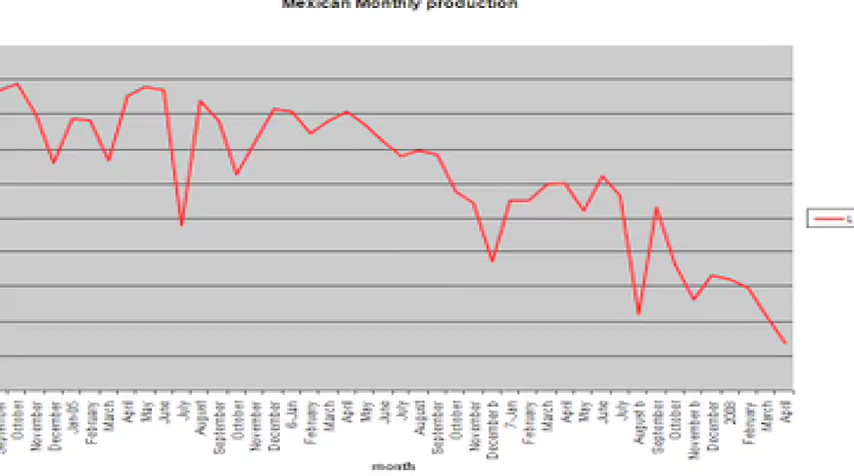 Mexican Monthly production
October
November
December
Jan-05
February
March
April
May
June
July
August
September
October
November
December
6-Jan
February
March
April
May
June
July
August
September
October
November
December b
7-Jan
February
March
April
May
June
July
August b
September
October
November b
December
2008
February
March
April
month